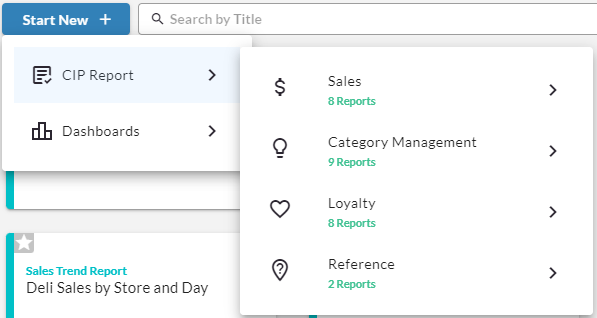 Start New +
Search by Title
CIP Report
Dashboards
Sales
8 Reports
Category Management
9 Reports
Loyalty
8 Reports
Reference
2 Reports
Sales Trend Report
Deli Sales by Store and Day